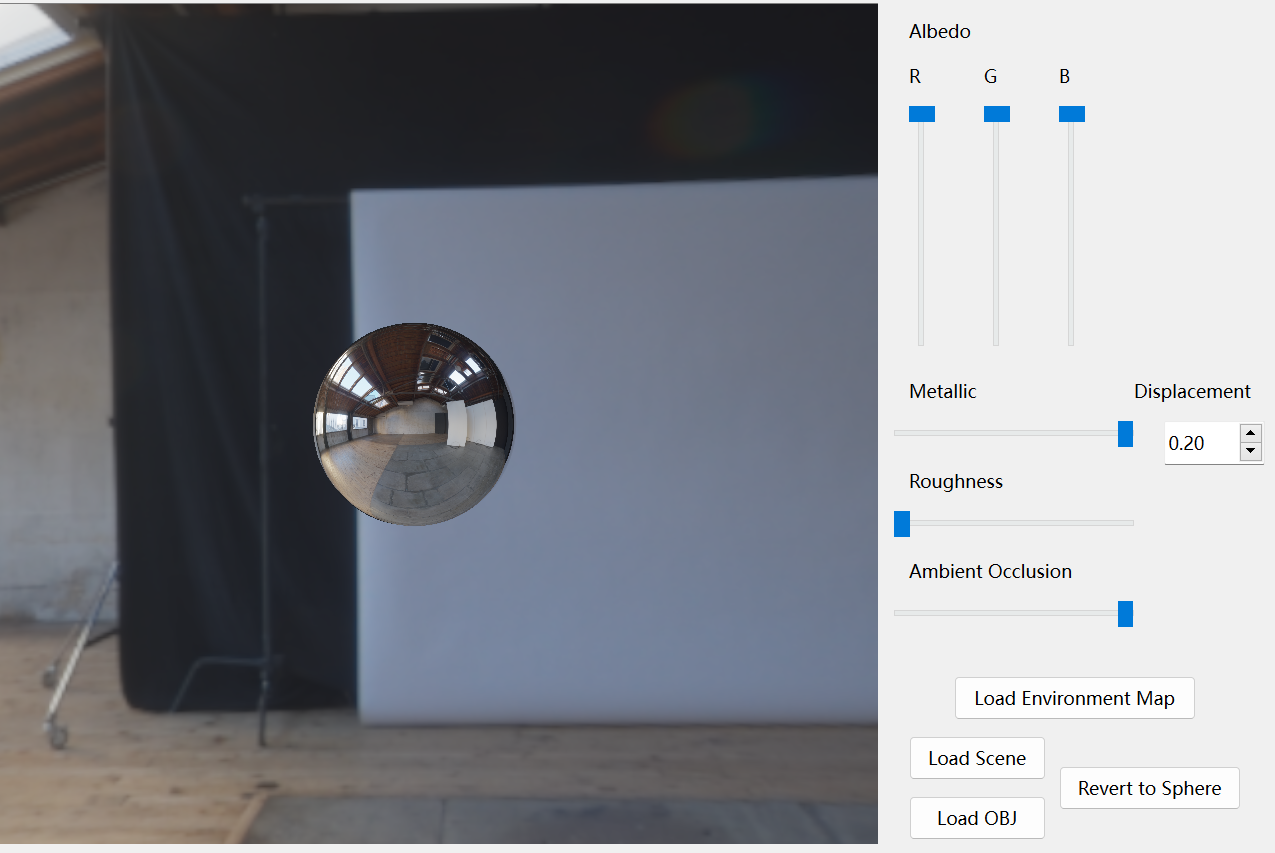 Albedo
R G B
Metallic Displacement
0.20
Roughness
Ambient Occlusion
Load Environment Map
Load Scene
Revert to Sphere
Load OBJ